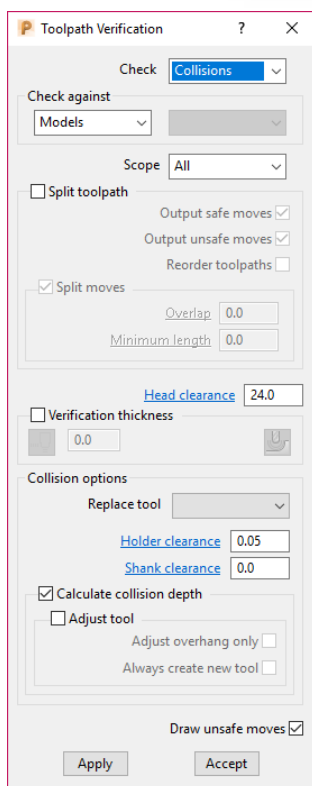 P Toolpath Verification ? ×
Check Collisions
Check against
Models
Scope All
Split toolpath
Output safe moves
Output unsafe moves
Reorder toolpaths
Split moves
Overlap 0.0
Minimum length 0.0
Head clearance 24.0
Verification thickness
0.0
Collision options
Replace tool
Holder clearance 0.05
Shank clearance 0.0
Calculate collision depth
Adjust tool
Adjust overhang only
Always create new tool
Draw unsafe moves
Apply Accept